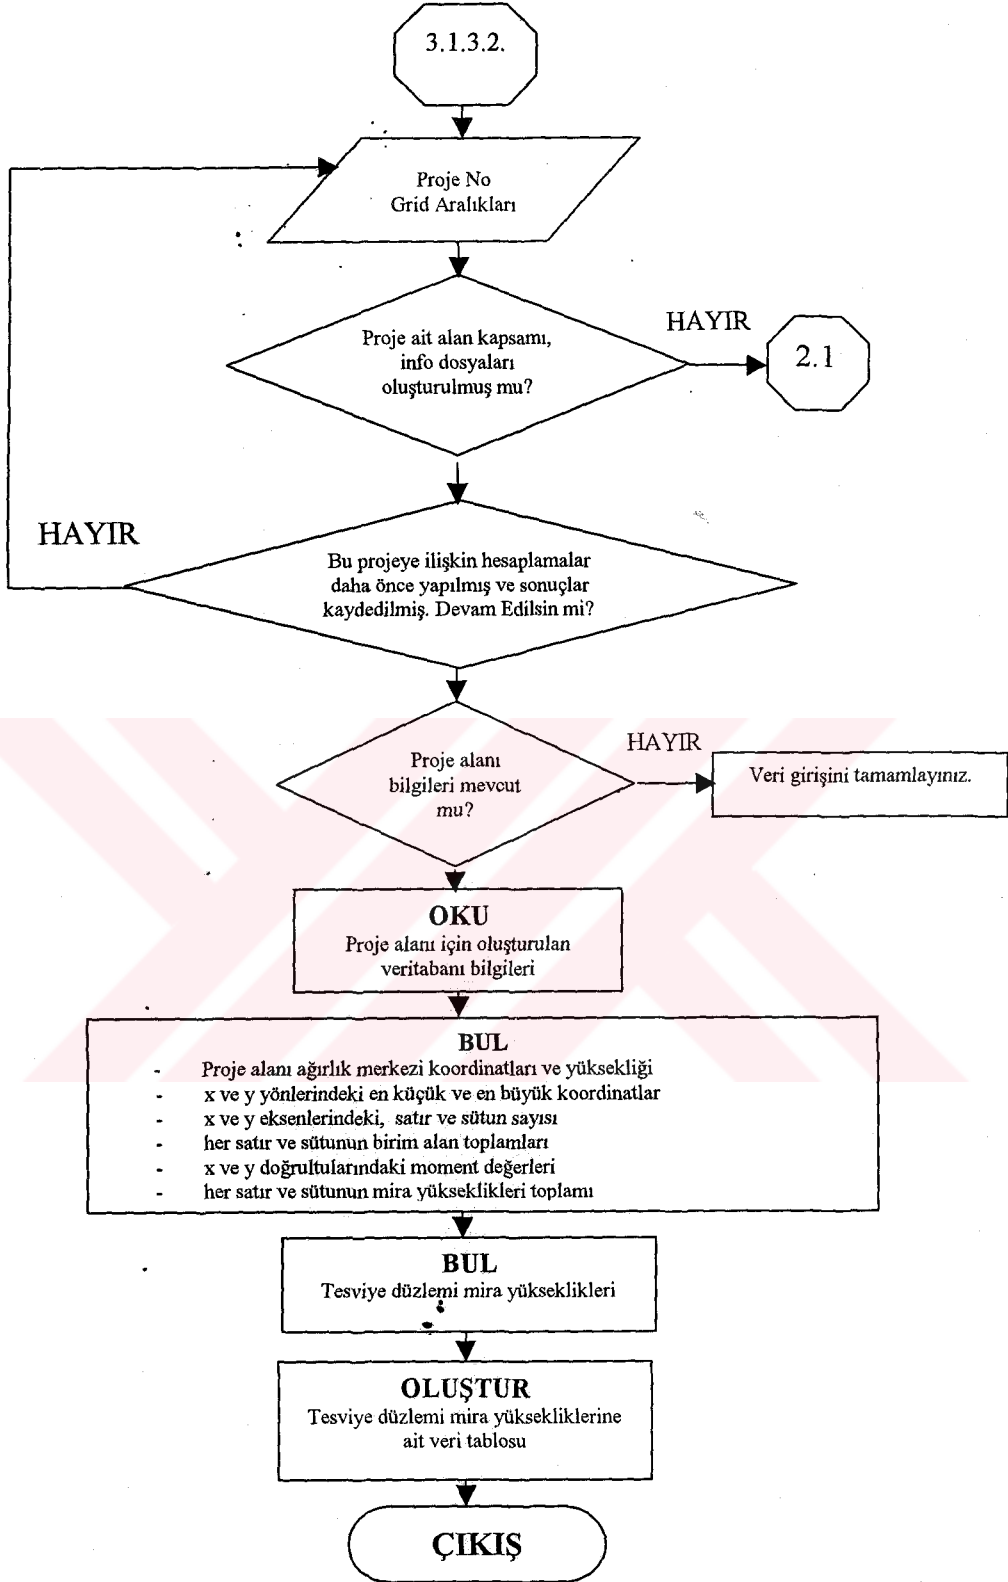 3.1.3.2.
Proje No
Grid Aralıkları
Proje ait alan kapsamı,
info dosyaları
oluşturulmuş mu?
HAYIR
2.1
HAYIR
Bu projeye ilişkin hesaplamalar
daha önce yapılmış ve sonuçlar
kaydedilmiş. Devam Edilsin mi?
Proje alanı
bilgileri mevcut
mu?
HAYIR
Veri girişini tamamlayınız.
OKU
Proje alanı için oluşturulan
veritabanı bilgileri
BUL
- Proje alanı ağırlık merkezi koordinatları ve yüksekliği
- x ve y yönlerindeki en küçük ve en büyük koordinatlar
- x ve y eksenlerindeki, satır ve sütun sayısı
- her satır ve sütunun birim alan toplamları
- x ve y doğrultularındaki moment değerleri
- her satır ve sütunun mira yükseklikleri toplamı
BUL
Tesviye düzlemi mira yükseklikleri
OLUŞTUR
Tesviye düzlemi mira yüksekliklerine
ait veri tablosu
ÇIKIŞ